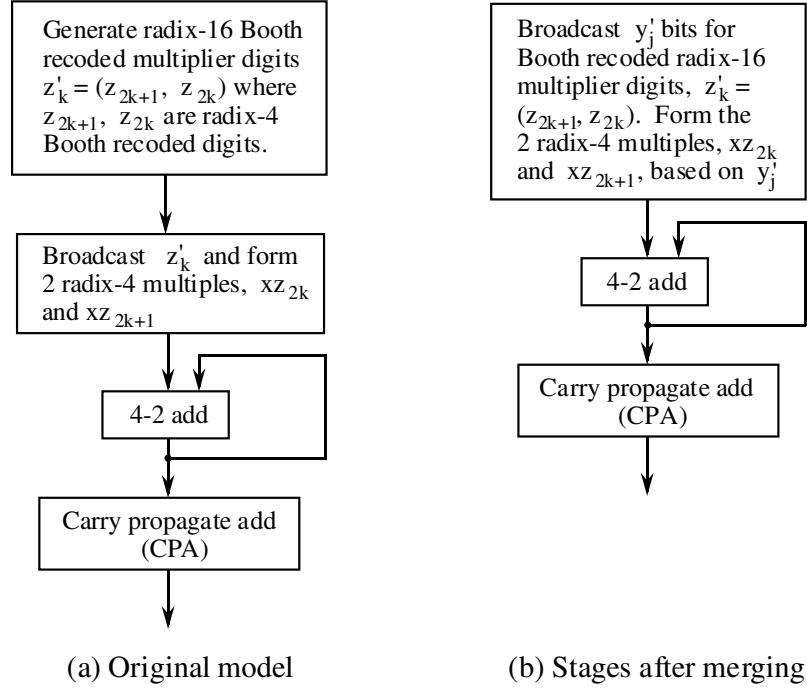 Generate radix-16 Booth
recoded multiplier digits
z'k = (z2k+1, z2k) where
z2k+1, z2k are radix-4
Booth recoded digits.
Broadcast z'k and form
2 radix-4 multiples, xz2k
and xz2k+1
4-2 add
Carry propagate add
(CPA)
(a) Original model
Broadcast y'j bits for
Booth recoded radix-16
multiplier digits, z'k =
(z2k+1, z2k). Form the
2 radix-4 multiples, xz2k
and xz2k+1, based on y'j
4-2 add
Carry propagate add
(CPA)
(b) Stages after merging